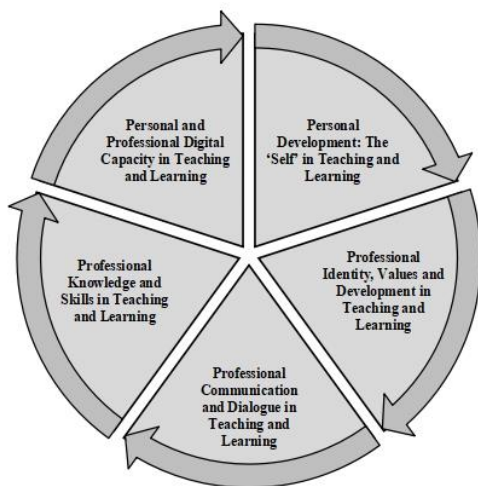 Personal and
Professional Digital
Capacity in Teaching
and Learning
Personal
Development: The
‘Self’ in Teaching and
Learning
Professional
Identity, Values and
Development in
Teaching and
Learning
Professional
Communication
and Dialogue in
Teaching and
Learning
Professional
Knowledge and
Skills in Teaching
and Learning